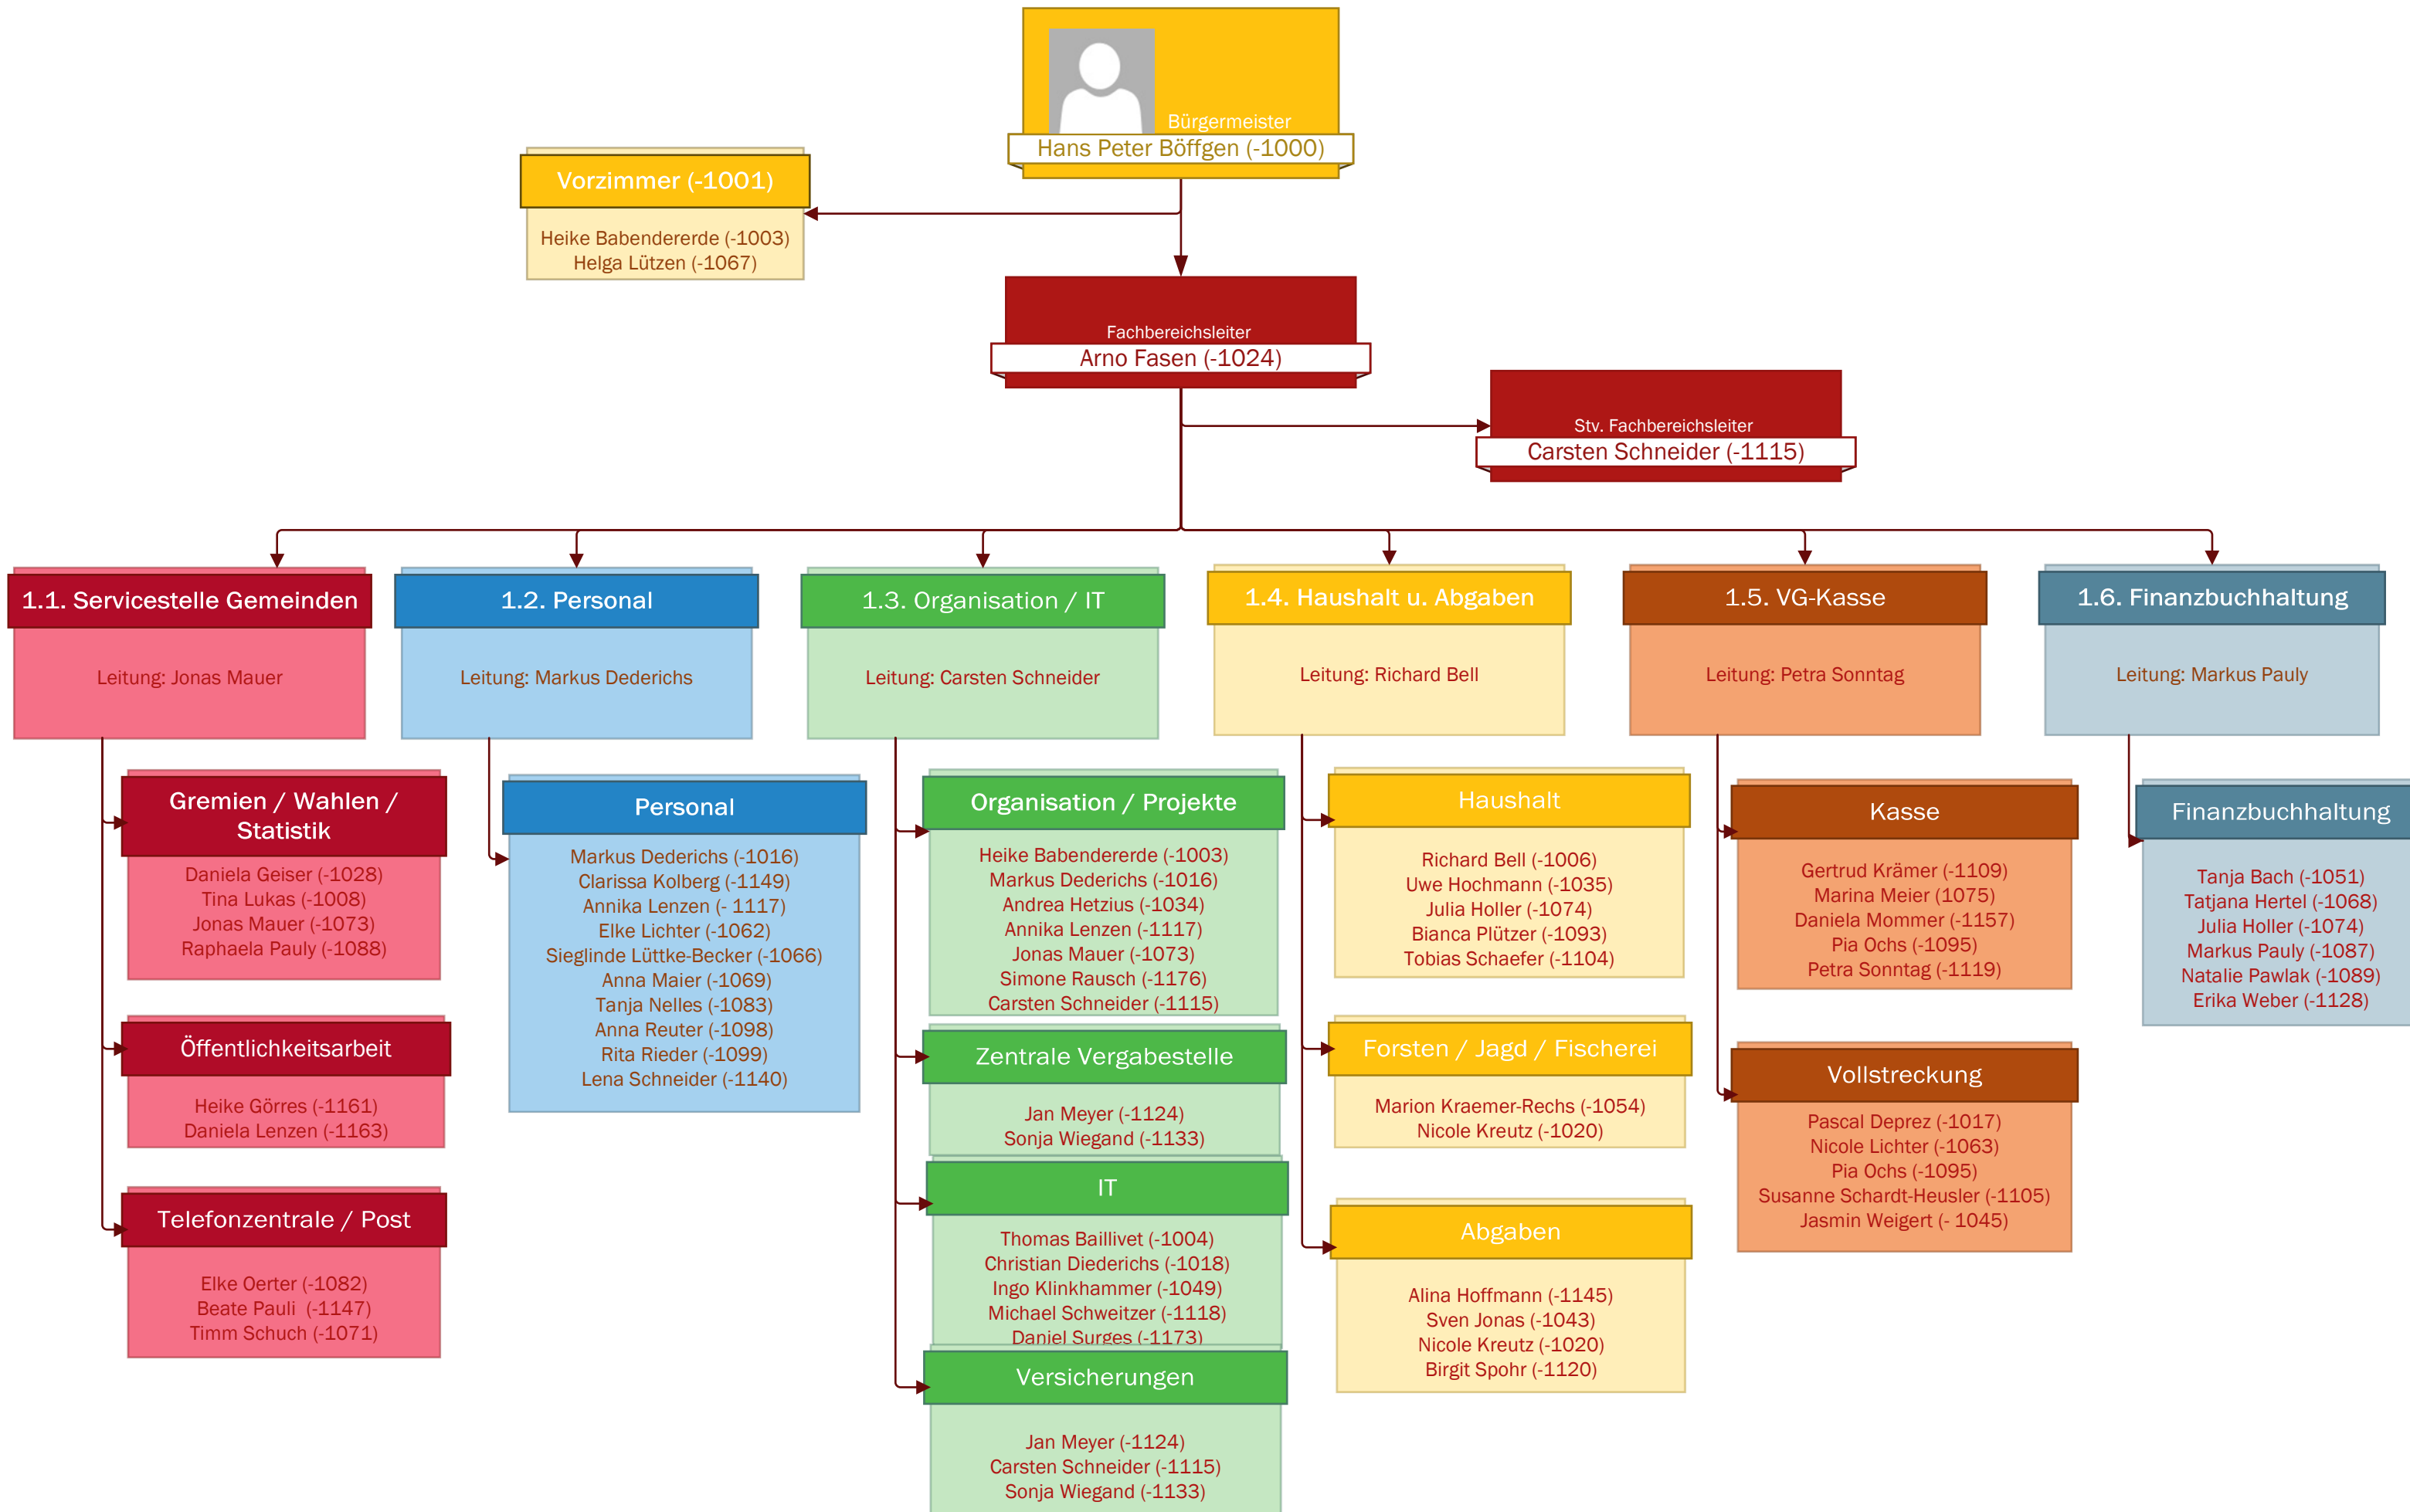 Bürgermeister
Hans Peter Böffgen (-1000)
Vorzimmer (-1001)
Heike Babendererde (-1003)
Helga Lützen (-1067)
Fachbereichsleiter
Arno Fasen (-1024)
Stv. Fachbereichsleiter
Carsten Schneider (-1115)
1.1. Servicestelle Gemeinden
Leitung: Jonas Mauer
Gremien / Wahlen /
Statistik
Daniela Geiser (-1028)
Tina Lukas (-1008)
Jonas Mauer (-1073)
Raphaela Pauly (-1088)
Öffentlichkeitsarbeit
Heike Görres (-1161)
Daniela Lenzen (-1163)
Telefonzentrale / Post
Elke Oerter (-1082)
Beate Pauli  (-1147)
Timm Schuch (-1071)
1.2. Personal
Leitung: Markus Dederichs
Personal
Markus Dederichs (-1016)
Clarissa Kolberg (-1149)
Annika Lenzen (- 1117)
Elke Lichter (-1062)
Sieglinde Lüttke-Becker (-1066)
Anna Maier (-1069)
Tanja Nelles (-1083)
Anna Reuter (-1098)
Rita Rieder (-1099)
Lena Schneider (-1140)
1.3. Organisation / IT
Leitung: Carsten Schneider
Organisation / Projekte
Heike Babendererde (-1003)
Markus Dederichs (-1016)
Andrea Hetzius (-1034)
Annika Lenzen (-1117)
Jonas Mauer (-1073)
Simone Rausch (-1176)
Carsten Schneider (-1115)
Zentrale Vergabestelle
Jan Meyer (-1124)
Sonja Wiegand (-1133)
IT
Thomas Baillivet (-1004)
Christian Diederichs (-1018)
Ingo Klinkhammer (-1049)
Michael Schweitzer (-1118)
Daniel Surges (-1173)
Versicherungen
Jan Meyer (-1124)
Carsten Schneider (-1115)
Sonja Wiegand (-1133)
1.4. Haushalt u. Abgaben
Leitung: Richard Bell
Haushalt
Richard Bell (-1006)
Uwe Hochmann (-1035)
Julia Holler (-1074)
Bianca Plützer (-1093)
Tobias Schaefer (-1104)
Forsten / Jagd / Fischerei
Marion Kraemer-Rechs (-1054)
Nicole Kreutz (-1020)
Abgaben
Alina Hoffmann (-1145)
Sven Jonas (-1043)
Nicole Kreutz (-1020)
Birgit Spohr (-1120)
1.5. VG-Kasse
Leitung: Petra Sonntag
Kasse
Gertrud Krämer (-1109)
Marina Meier (1075)
Daniela Mommer (-1157)
Pia Ochs (-1095)
Petra Sonntag (-1119)
Vollstreckung
Pascal Deprez (-1017)
Nicole Lichter (-1063)
Pia Ochs (-1095)
Susanne Schardt-Heusler (-1105)
Jasmin Weigert (- 1045)
1.6. Finanzbuchhaltung
Leitung: Markus Pauly
Finanzbuchhaltung
Tanja Bach (-1051)
Tatjana Hertel (-1068)
Julia Holler (-1074)
Markus Pauly (-1087)
Natalie Pawlak (-1089)
Erika Weber (-1128)